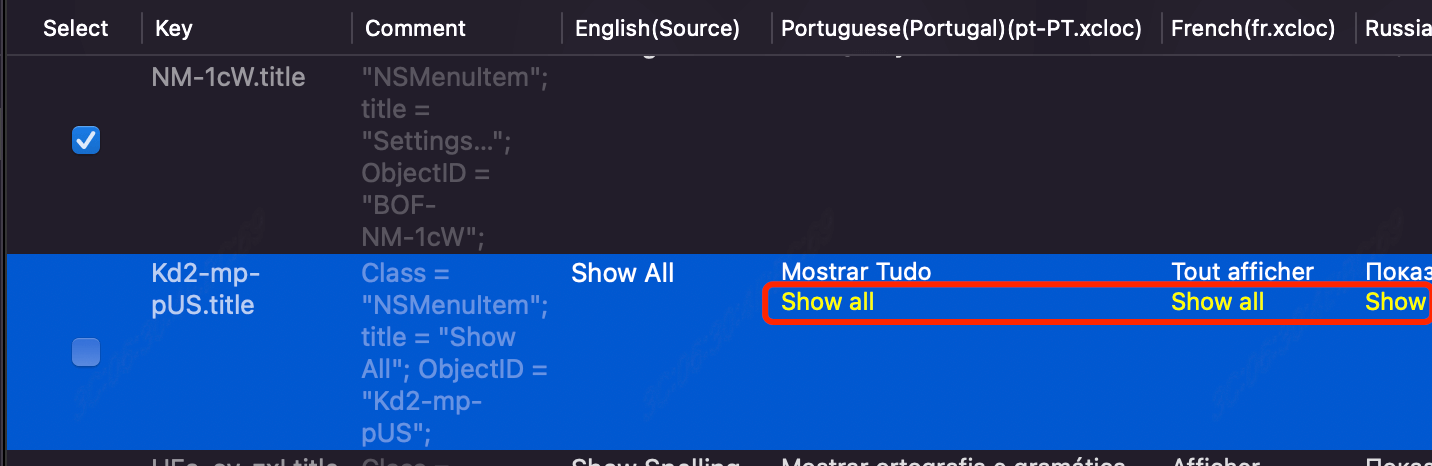 Select Key Comment English(Source) Portuguese(Portugal)(pt-PT.xcloc) French(fr.xcloc) Russia
NM-1cW.title
"NSMenuItem";
title =
"Settings…";
ObjectID =
"BOF-
NM-1cW";
Kd2-mp-
pUS.title
Class =
"NSMenuItem";
title = "Show
All"; ObjectID =
"Kd2-mp-
pUS";
Show All
Mostrar Tudo
Show all
Tout afficher
Show all
Показ
Show
Class =
Show Spelling
Mostrar ortografia e gramática
Afficher
Показ